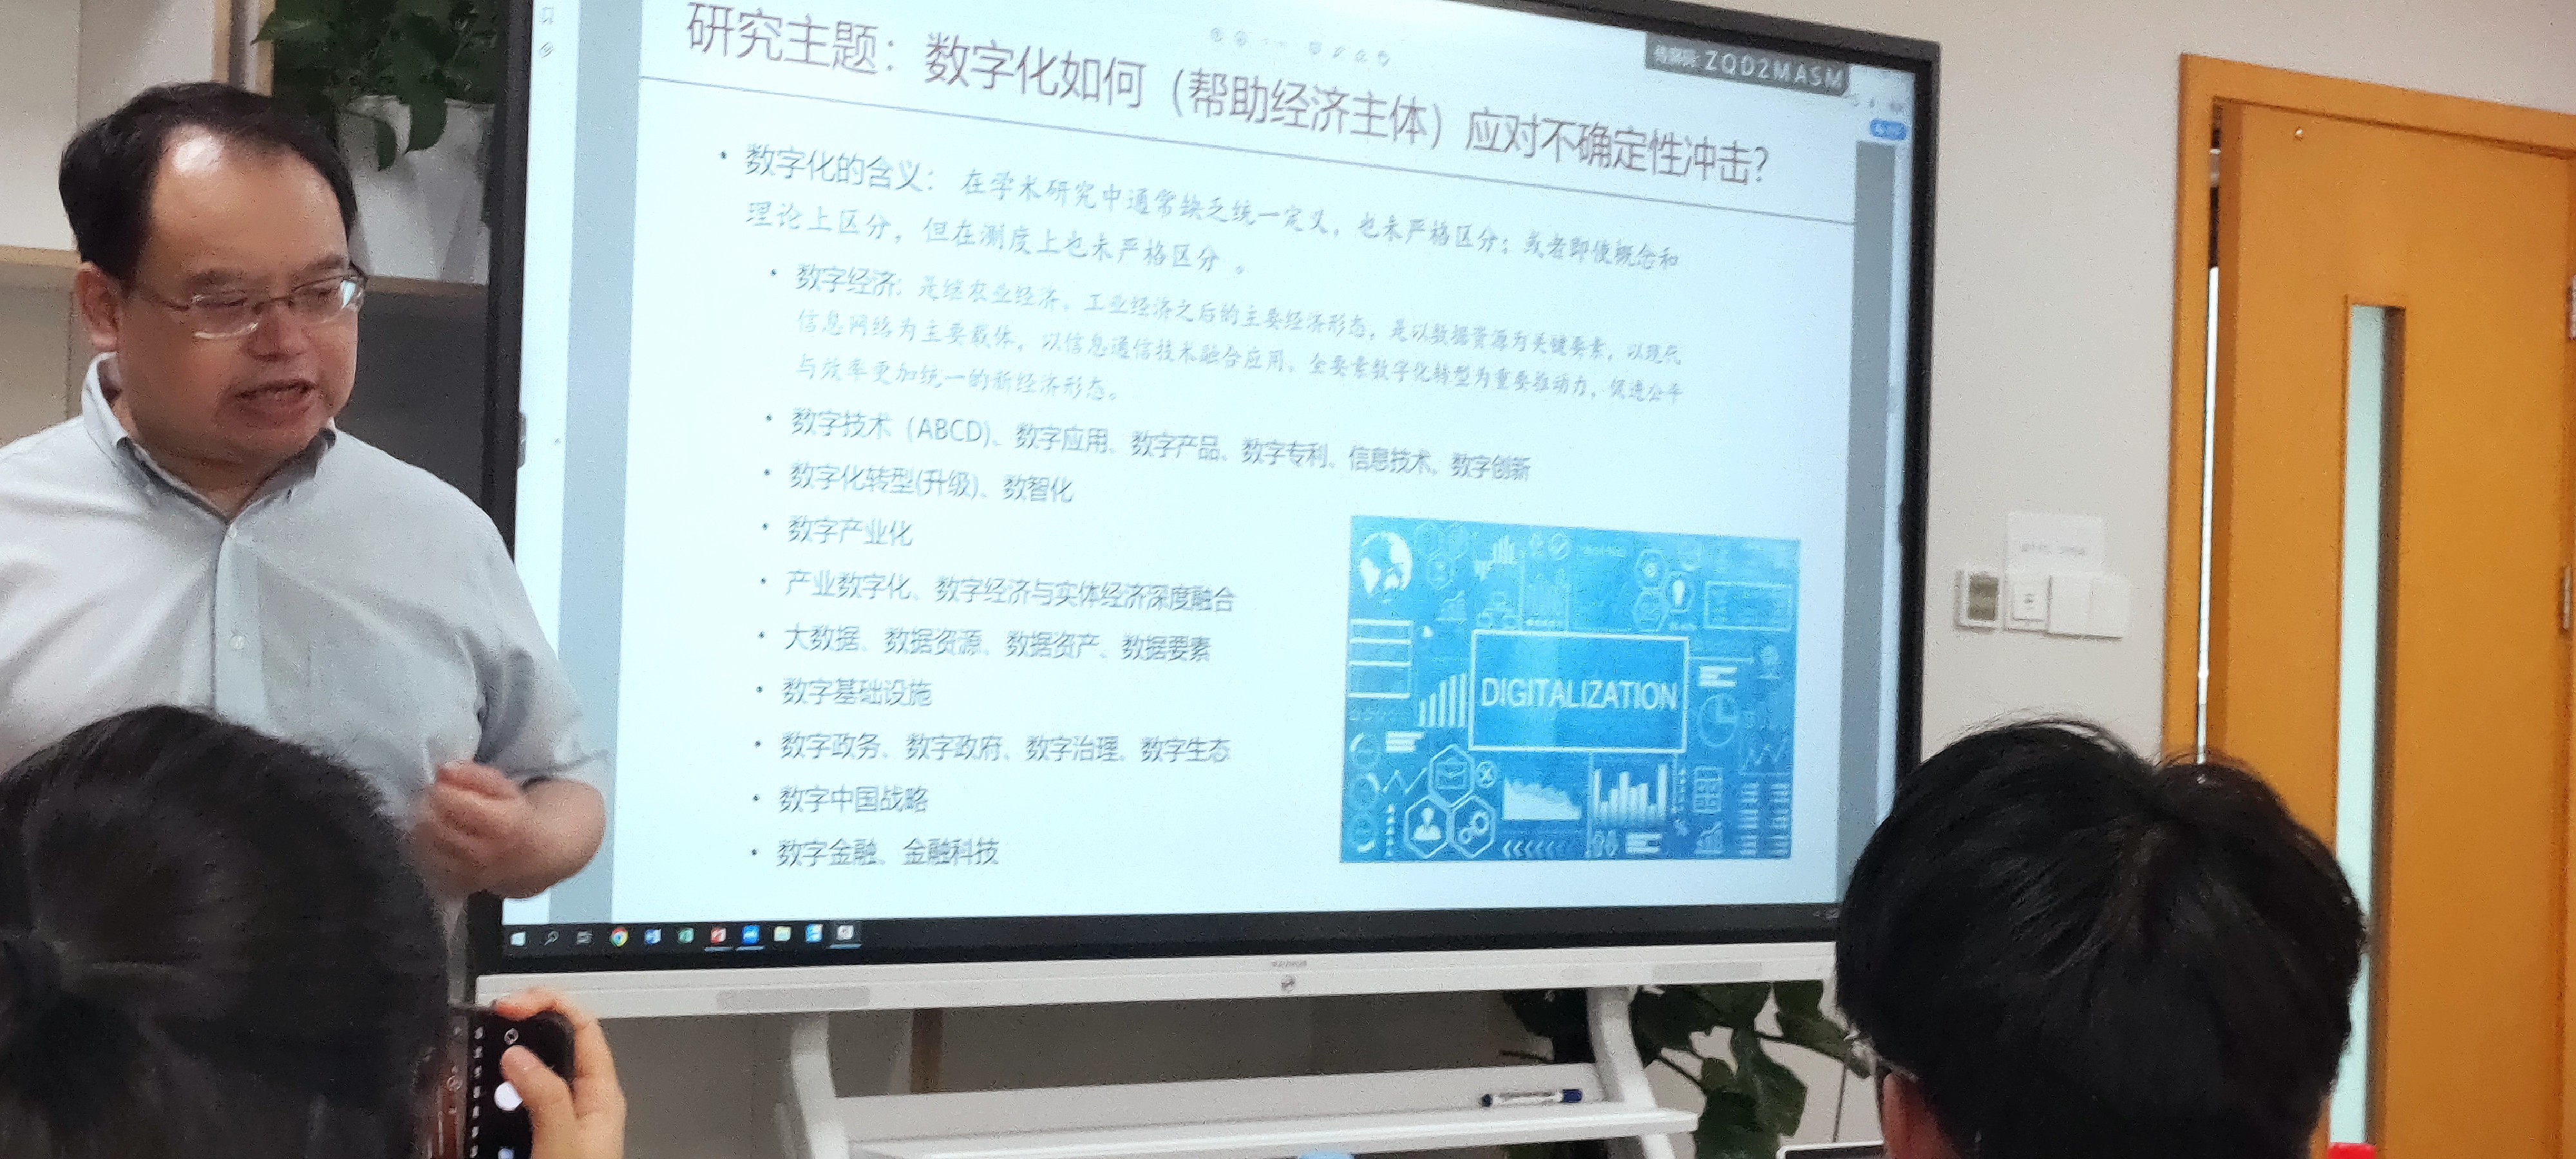 研究主题：数字化如何（帮助经济主体）应对不确定性冲击？
ZQD2MASM
• 数字化的含义： 在学术研究中通常缺乏统一定义，也未严格区分；或者即使概念和
理论上区分，但在测度上也未严格区分。
• 数字经济: 是继农业经济、工业经济之后的主要经济形态，是以数据资源为关键要素，以现代
信息网络为主要载体，以信息通信技术融合应用、全要素数字化转型为重要推动力，促进公平
与效率更加统一的新经济形态。
• 数字技术（ABCD)、数字应用、数字产品、数字专利、信息技术、数字创新
• 数字化转型(升级)、数智化
• 数字产业化
• 产业数字化、数字经济与实体经济深度融合
• 大数据、数据资源、数据资产、数据要素
• 数字基础设施
• 数字政务、数字政府、数字治理、数字生态
• 数字中国战略
• 数字金融、金融科技
DIGITALIZATION